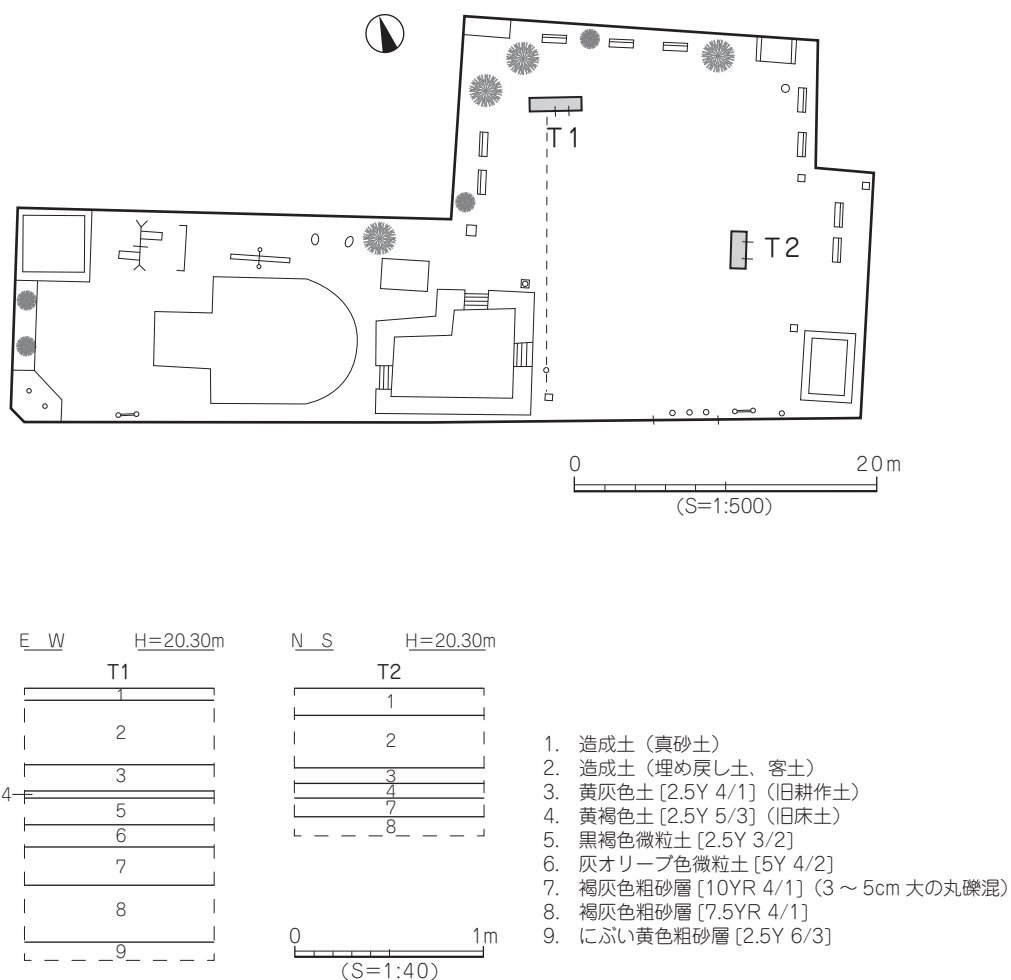 T1
T2
0 20m
(S=1:500)
E W H=20.30m
T1
1
2
3
4
5
6
7
8
9
N S H=20.30m
T2
1
2
3
4
7
8
0 1m
(S=1:40)
1. 造成土（真砂土）
2. 造成土（埋め戻し土、客土）
3. 黄灰色土 [2.5Y 4/1]（旧耕作土）
4. 黄褐色土 [2.5Y 5/3]（旧床土）
5. 黒褐色微粒土 [2.5Y 3/2]
6. 灰オリーブ色微粒土 [5Y 4/2]
7. 褐灰色粗砂層 [10YR 4/1]（3～5cm 大の丸礫混）
8. 褐灰色粗砂層 [7.5YR 4/1]
9. にぶい黄色粗砂層 [2.5Y 6/3]